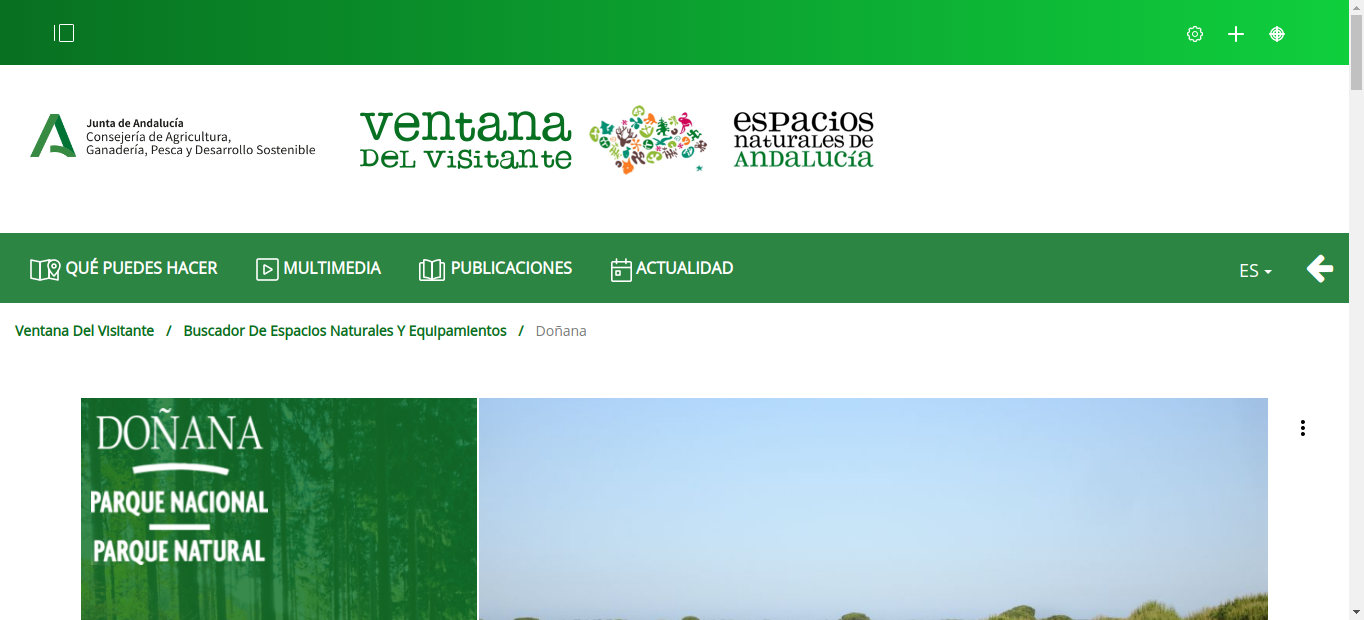 Junta de Andalucía
Consejería de Agricultura,
Ganadería, Pesca y Desarrollo Sostenible
ventana
DEL VISITANTE
espacios
naturales de
ANDALUCÍA
QUÉ PUEDES HACER
MULTIMEDIA
PUBLICACIONES
ACTUALIDAD
ES
Ventana Del Visitante / Buscador De Espacios Naturales Y Equipamientos / Doñana
DOÑANA
PARQUE NACIONAL
PARQUE NATURAL